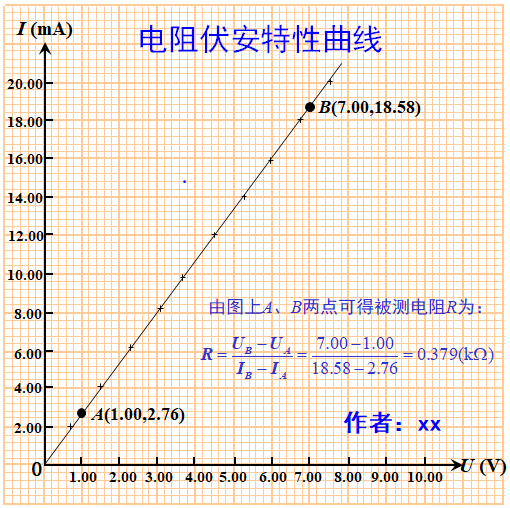 电阻伏安特性曲线
I (mA)
20.00
B(7.00,18.58)
18.00
16.00
14.00
12.00
10.00
由图上A、B两点可得被测电阻R为：
8.00
R = (U_B − U_A) / (I_B − I_A) = (7.00 − 1.00) / (18.58 − 2.76) = 0.379(kΩ)
6.00
4.00
A(1.00,2.76)
作者：xx
2.00
0
U (V)
1.00 2.00 3.00 4.00 5.00 6.00 7.00 8.00 9.00 10.00